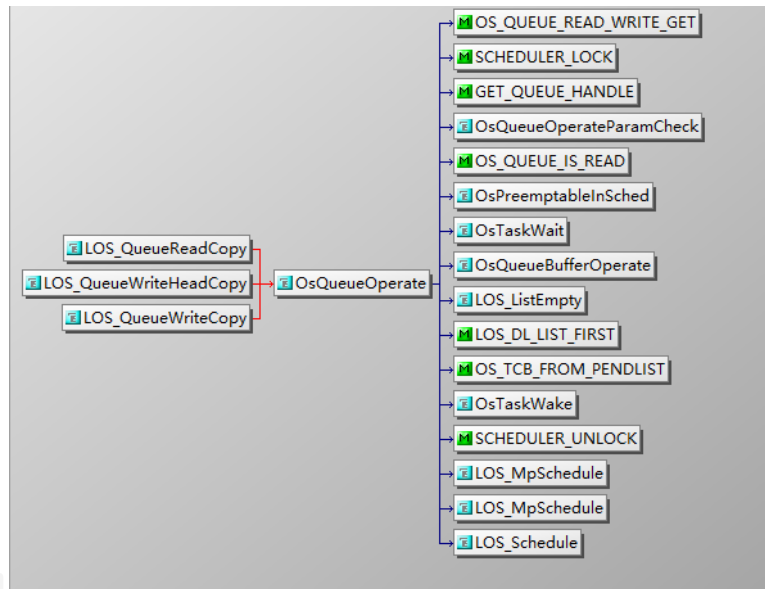 LOS_QueueReadCopy
LOS_QueueWriteHeadCopy
LOS_QueueWriteCopy
OsQueueOperate
OS_QUEUE_READ_WRITE_GET
SCHEDULER_LOCK
GET_QUEUE_HANDLE
OsQueueOperateParamCheck
OS_QUEUE_IS_READ
OsPreemptableInSched
OsTaskWait
OsQueueBufferOperate
LOS_ListEmpty
LOS_DL_LIST_FIRST
OS_TCB_FROM_PENDLIST
OsTaskWake
SCHEDULER_UNLOCK
LOS_MpSchedule
LOS_MpSchedule
LOS_Schedule